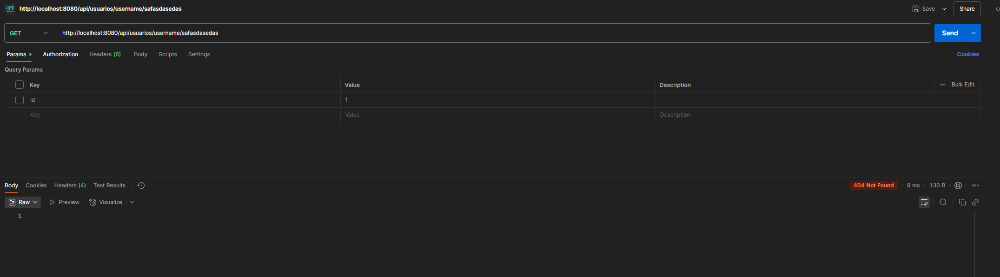 HTTP http://localhost:8080/api/usuarios/username/safasdasedas Save Share
GET http://localhost:8080/api/usuarios/username/safasdasedas Send
Params Authorization Headers (6) Body Scripts Settings Cookies
Query Params
Key Value Description Bulk Edit
id 1
Key Value Description
Body Cookies Headers (4) Test Results 404 Not Found 9 ms 130 B
Raw Preview Visualize
1